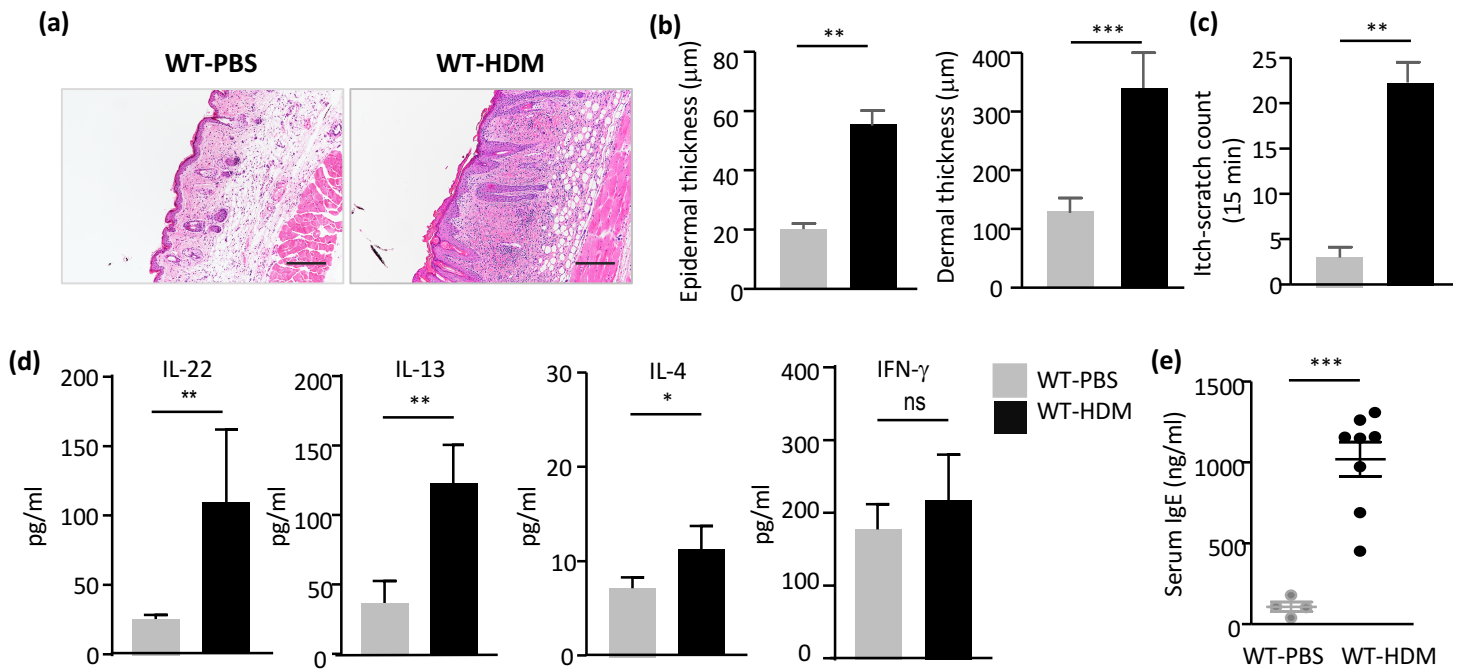 (a)
WT-PBS
WT-HDM
(b)
Epidermal thickness (μm)
80
60
40
20
0
**
Dermal thickness (μm)
400
300
200
100
0
***
(c)
Itch-scratch count
(15 min)
25
20
15
10
5
0
**
(d)
IL-22
pg/ml
200
150
100
50
0
**
IL-13
pg/ml
200
150
100
50
0
**
IL-4
pg/ml
30
20
10
0
*
IFN-γ
pg/ml
400
300
200
100
0
ns
WT-PBS
WT-HDM
(e)
Serum IgE (ng/ml)
1500
1000
500
0
***
WT-PBS
WT-HDM